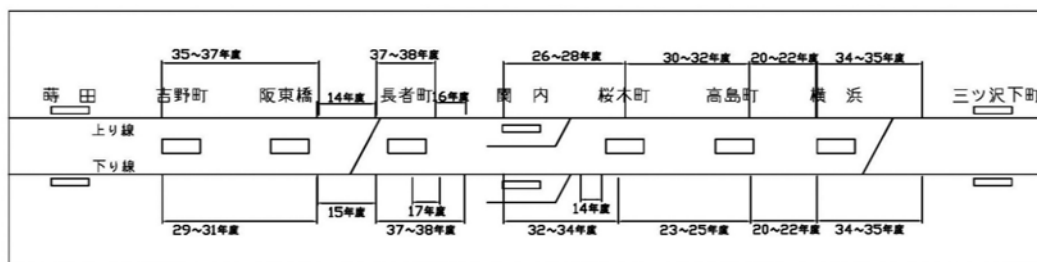 35~37年度 37~38年度 26~28年度 30~32年度 20~22年度 34~35年度
蒔 田 吉野町 阪東橋 14年度 長者町 16年度 関 内 桜木町 高島町 横 浜 三ツ沢下町
上り線
下り線
15年度 17年度 14年度
29~31年度 37~38年度 32~34年度 23~25年度 20~22年度 34~35年度